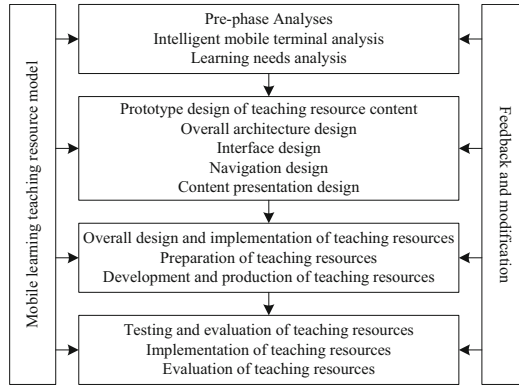 Mobile learning teaching resource model
Pre-phase Analyses
Intelligent mobile terminal analysis
Learning needs analysis
Prototype design of teaching resource content
Overall architecture design
Interface design
Navigation design
Content presentation design
Overall design and implementation of teaching resources
Preparation of teaching resources
Development and production of teaching resources
Testing and evaluation of teaching resources
Implementation of teaching resources
Evaluation of teaching resources
Feedback and modification